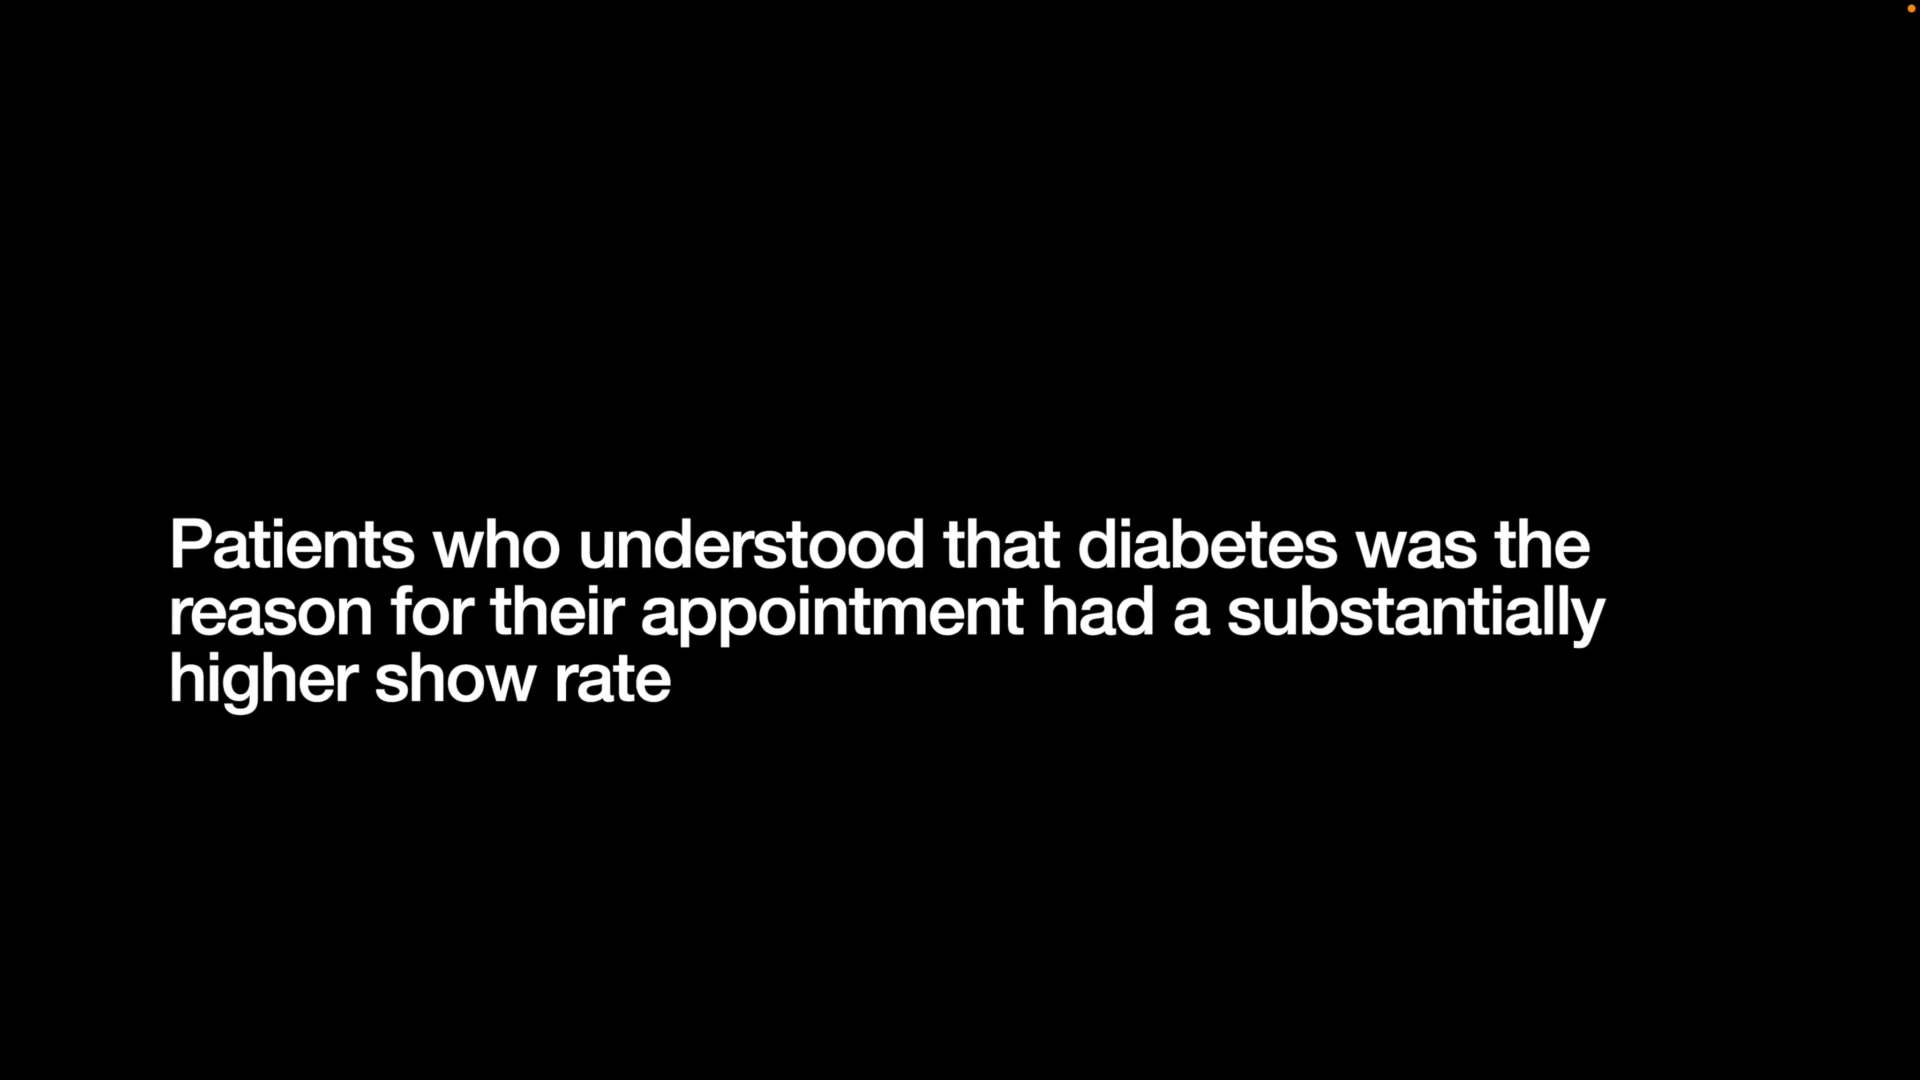 Patients who understood that diabetes was the
reason for their appointment had a substantially
higher show rate